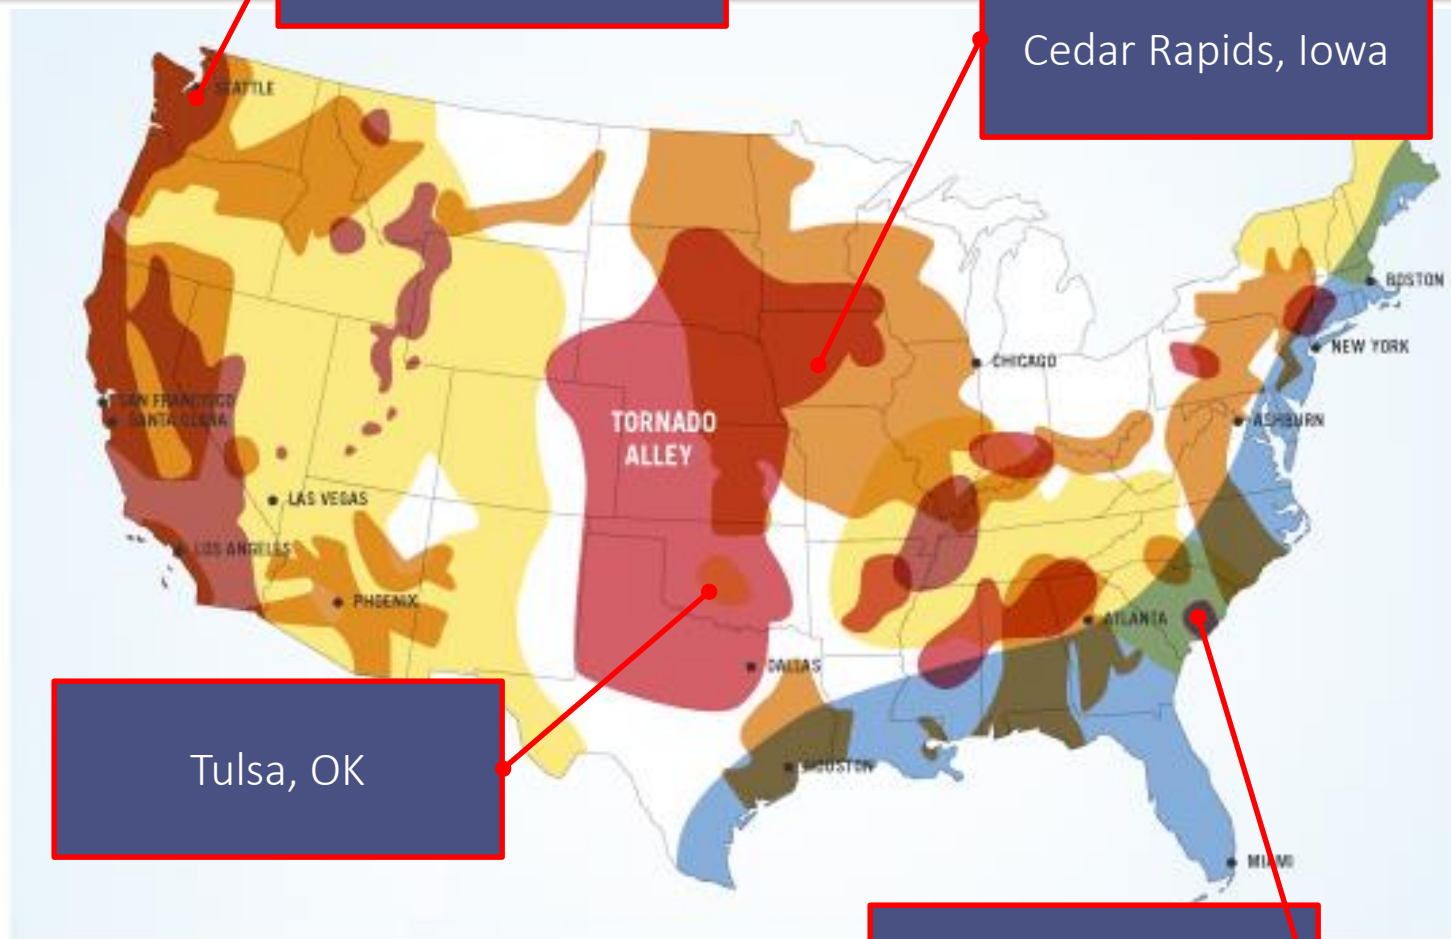 Cedar Rapids, Iowa
SEATTLE
BOSTON
NEW YORK
CHICAGO
SAN FRANCISCO
SANTA CLARA
TORNADO
ALLEY
ASHBURN
LAS VEGAS
LOS ANGELES
PHOENIX
ATLANTA
DALLAS
Tulsa, OK
HOUSTON
MIAMI